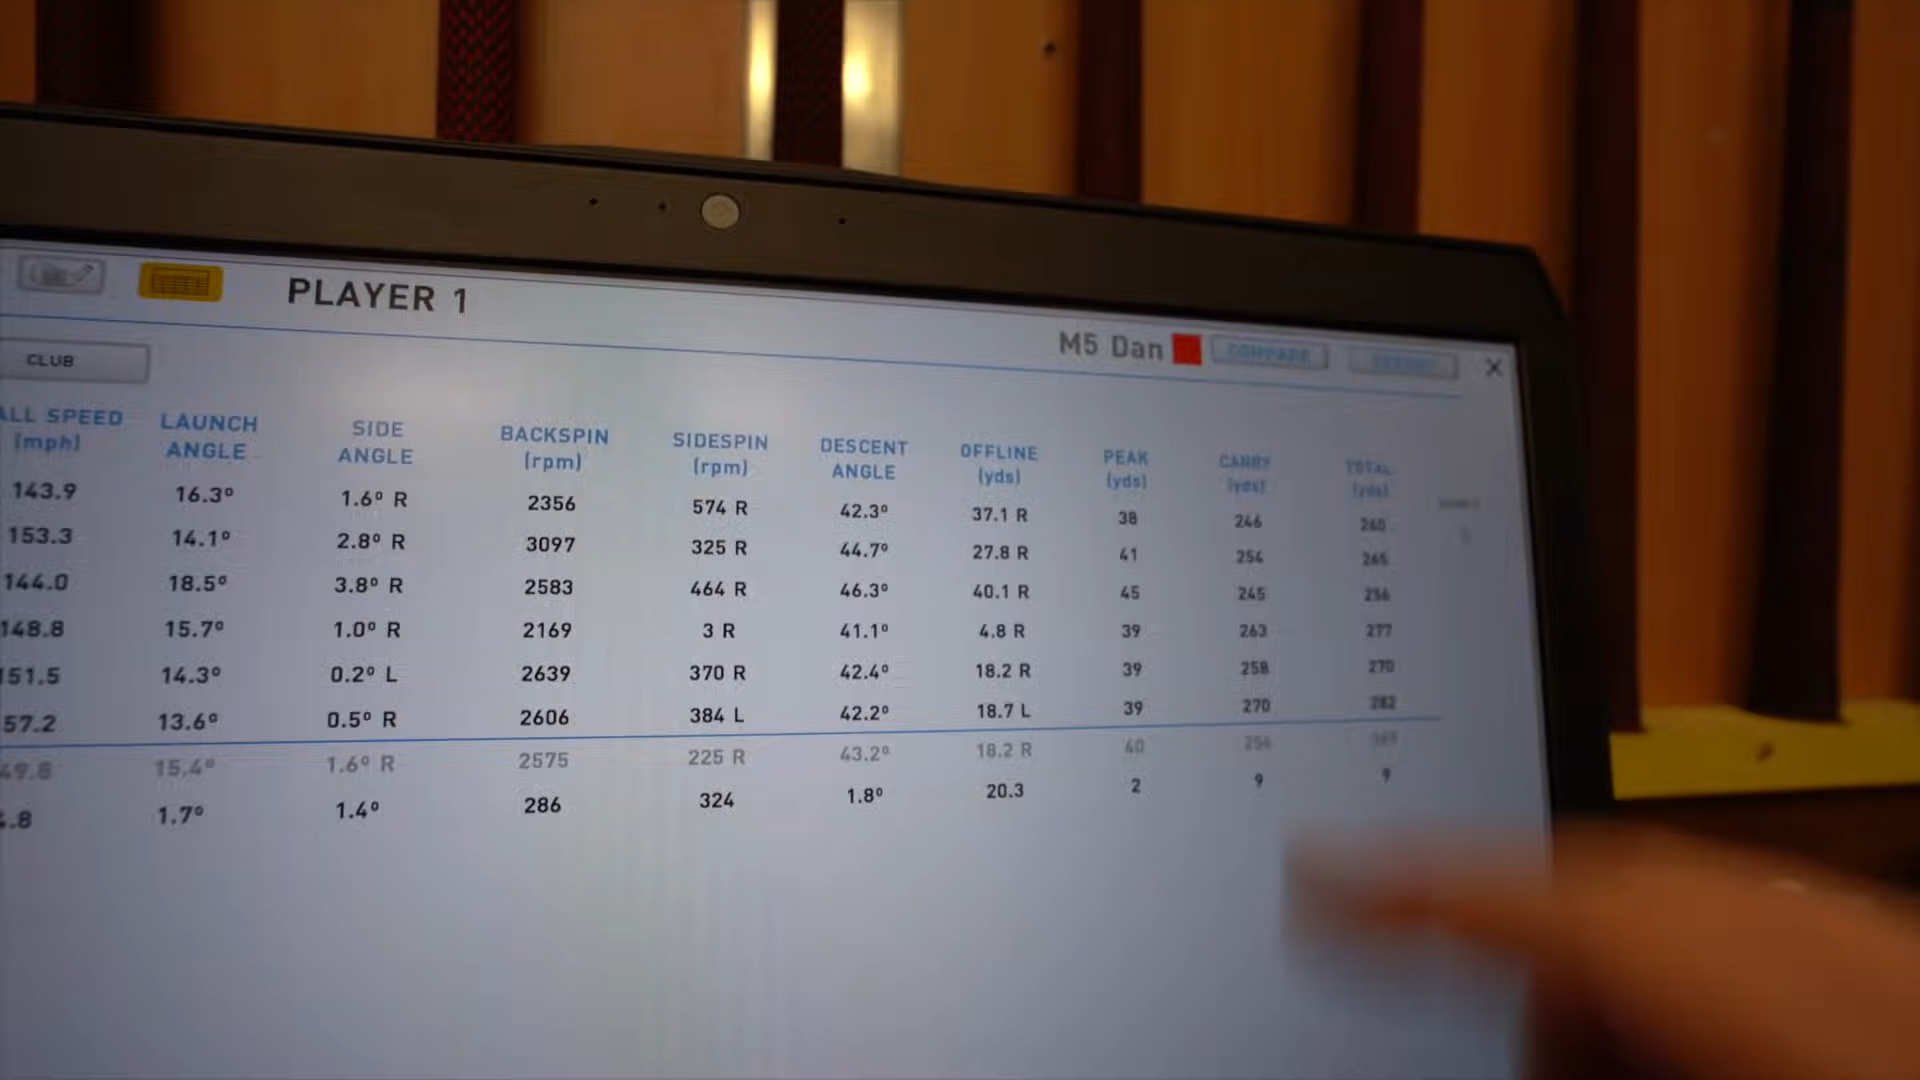 PLAYER 1
M5 Dan COMPARE
CLUB
ALL SPEED LAUNCH SIDE BACKSPIN SIDESPIN DESCENT OFFLINE PEAK CARRY TOTAL
(mph) ANGLE ANGLE (rpm) (rpm) ANGLE (yds) (yds) (yds) (yds)
143.9 16.3° 1.6° R 2356 574 R 42.3° 37.1 R 38 246 260
153.3 14.1° 2.8° R 3097 325 R 44.7° 27.8 R 41 254 265
144.0 18.5° 3.8° R 2583 464 R 46.3° 40.1 R 45 245 256
148.8 15.7° 1.0° R 2169 3 R 41.1° 4.8 R 39 263 277
151.5 14.3° 0.2° L 2639 370 R 42.4° 18.2 R 39 258 270
57.2 13.6° 0.5° R 2606 384 L 42.2° 18.7 L 39 270 282
49.8 15.4° 1.6° R 2575 225 R 43.2° 18.2 R 40 256
.8 1.7° 1.4° 286 324 1.8° 20.3 2 9 9